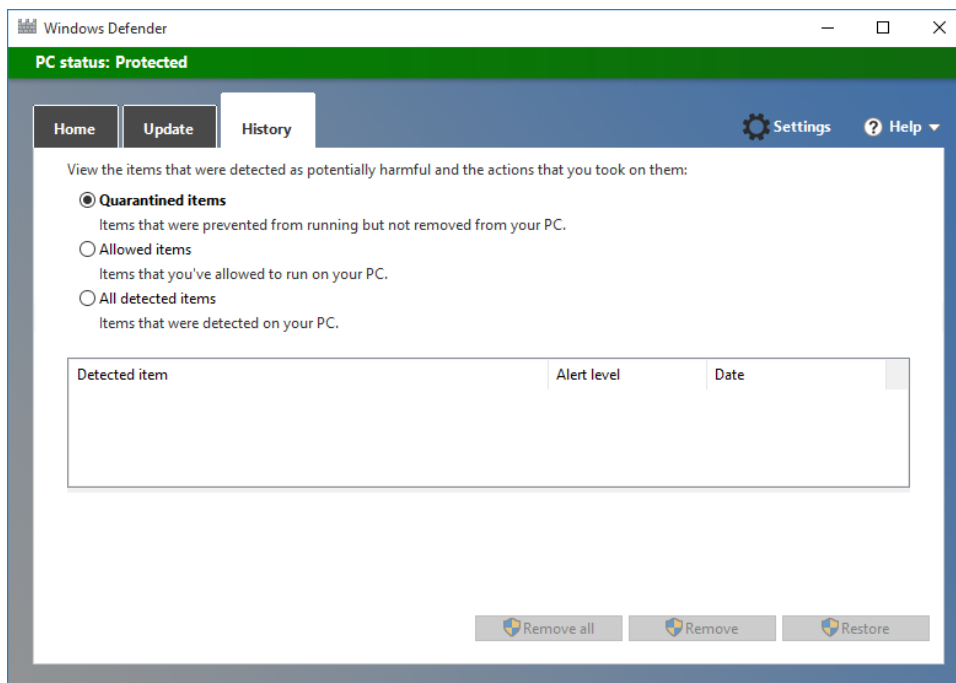 Windows Defender
PC status: Protected
Home Update History Settings Help
View the items that were detected as potentially harmful and the actions that you took on them:
Quarantined items
Items that were prevented from running but not removed from your PC.
Allowed items
Items that you've allowed to run on your PC.
All detected items
Items that were detected on your PC.
Detected item Alert level Date
Remove all Remove Restore